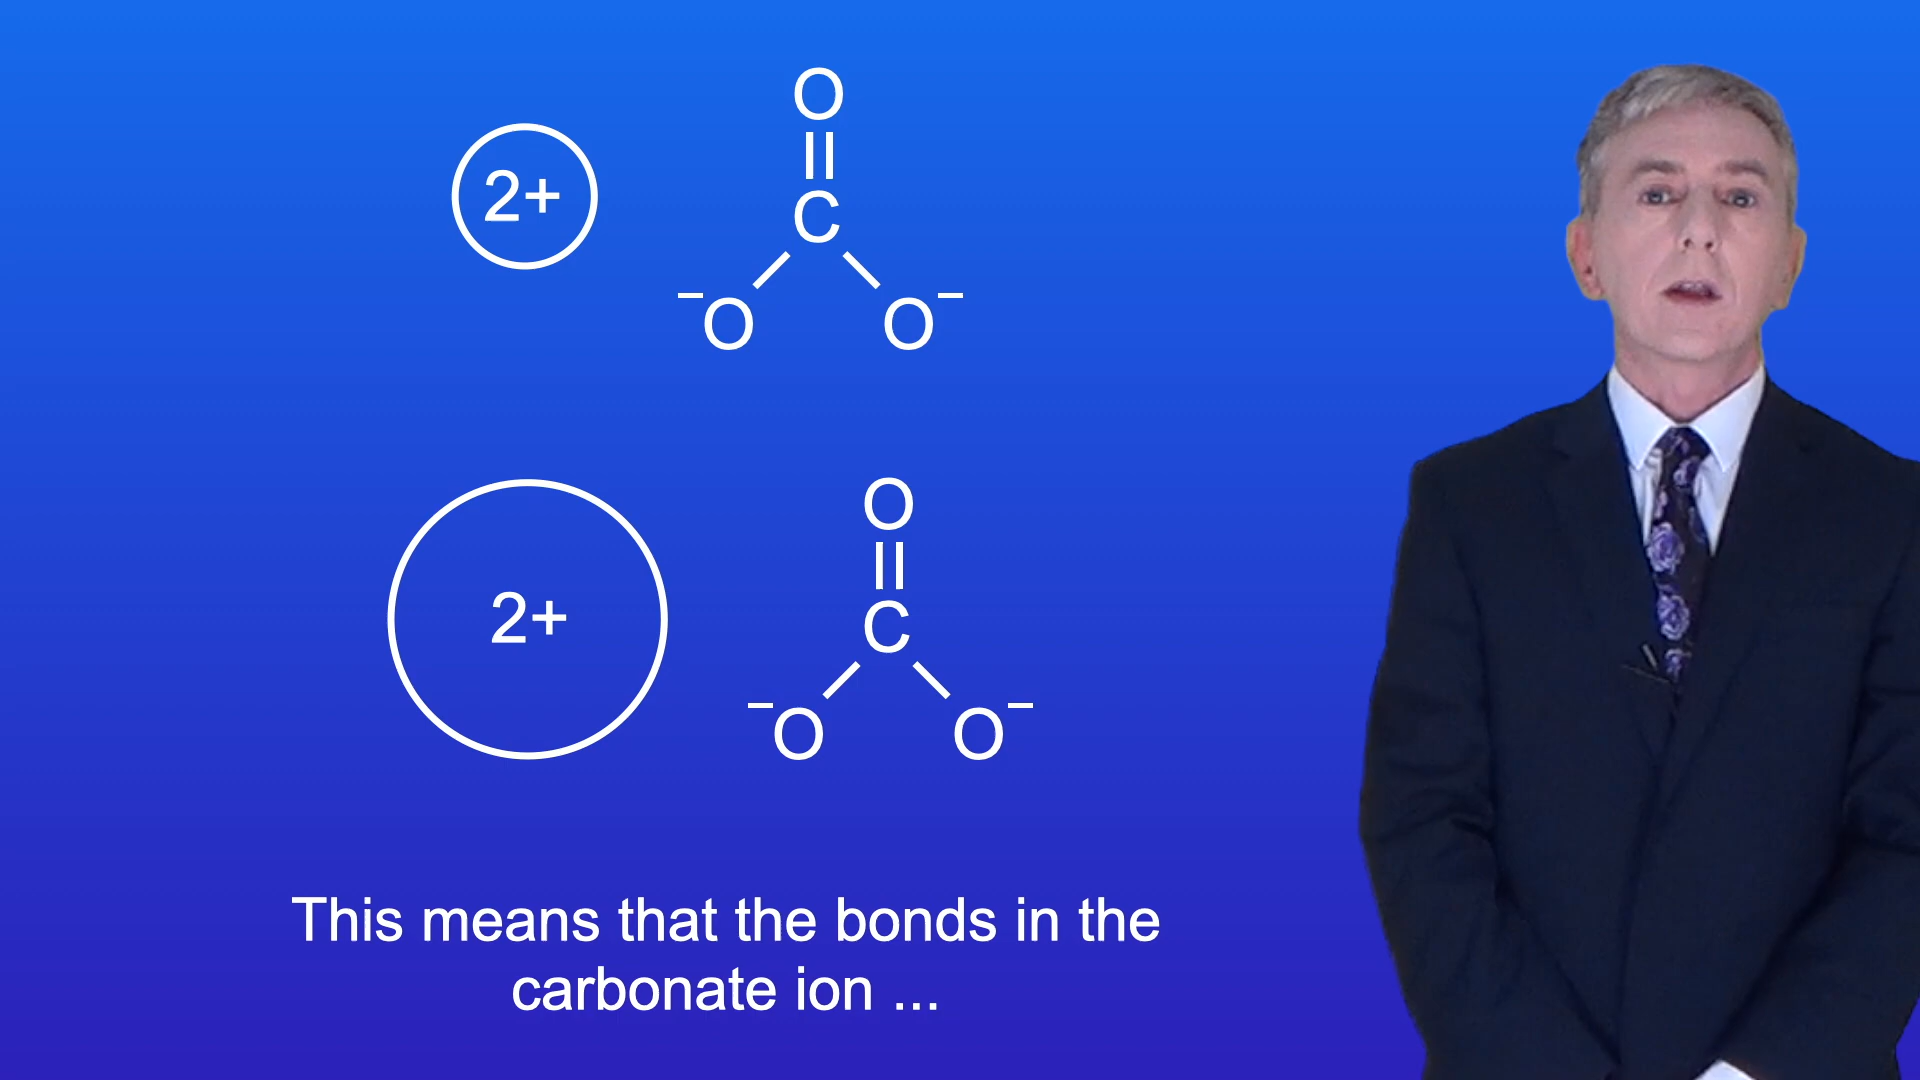 2+
O
C
−O
O−
2+
O
C
−O
O−
This means that the bonds in the
carbonate ion ...